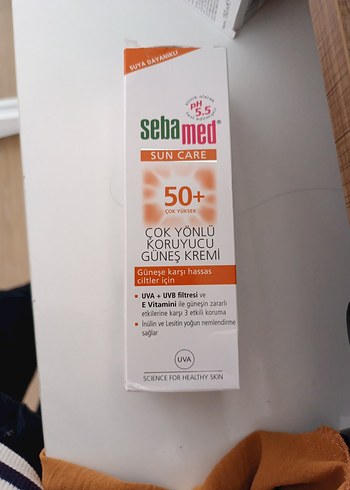 SUYA DAYANIKLI
pH 5.5
sebamed®
SUN CARE
50+
ÇOK YÜKSEK
ÇOK YÖNLÜ
KORUYUCU
GÜNEŞ KREMİ
Güneşe karşı hassas
ciltler için
UVA + UVB filtresi ve
E Vitamini ile güneşin zararlı
etkilerine karşı 3 etkili koruma
İnülin ve Lesitin yoğun nemlendirme
sağlar
UVA
SCIENCE FOR HEALTHY SKIN